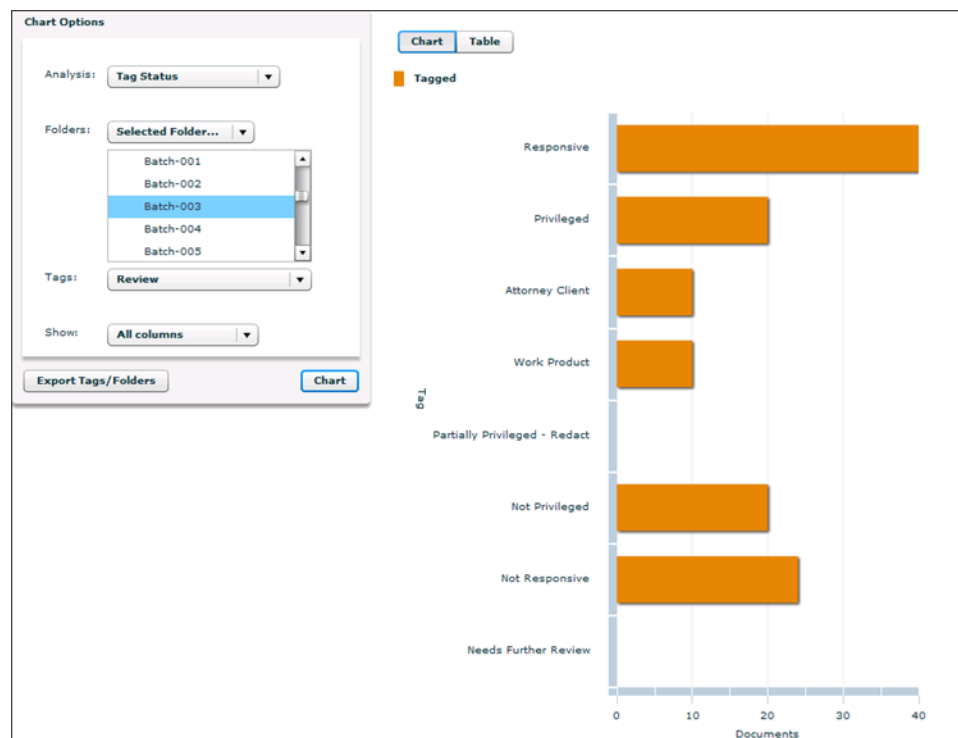 Chart Options
Analysis: Tag Status
Folders: Selected Folder...
Batch-001
Batch-002
Batch-003
Batch-004
Batch-005
Tags: Review
Show: All columns
Export Tags/Folders Chart
Chart Table
Tagged
Responsive
Privileged
Attorney Client
Work Product
Tag
Partially Privileged - Redact
Not Privileged
Not Responsive
Needs Further Review
0 10 20 30 40
Documents